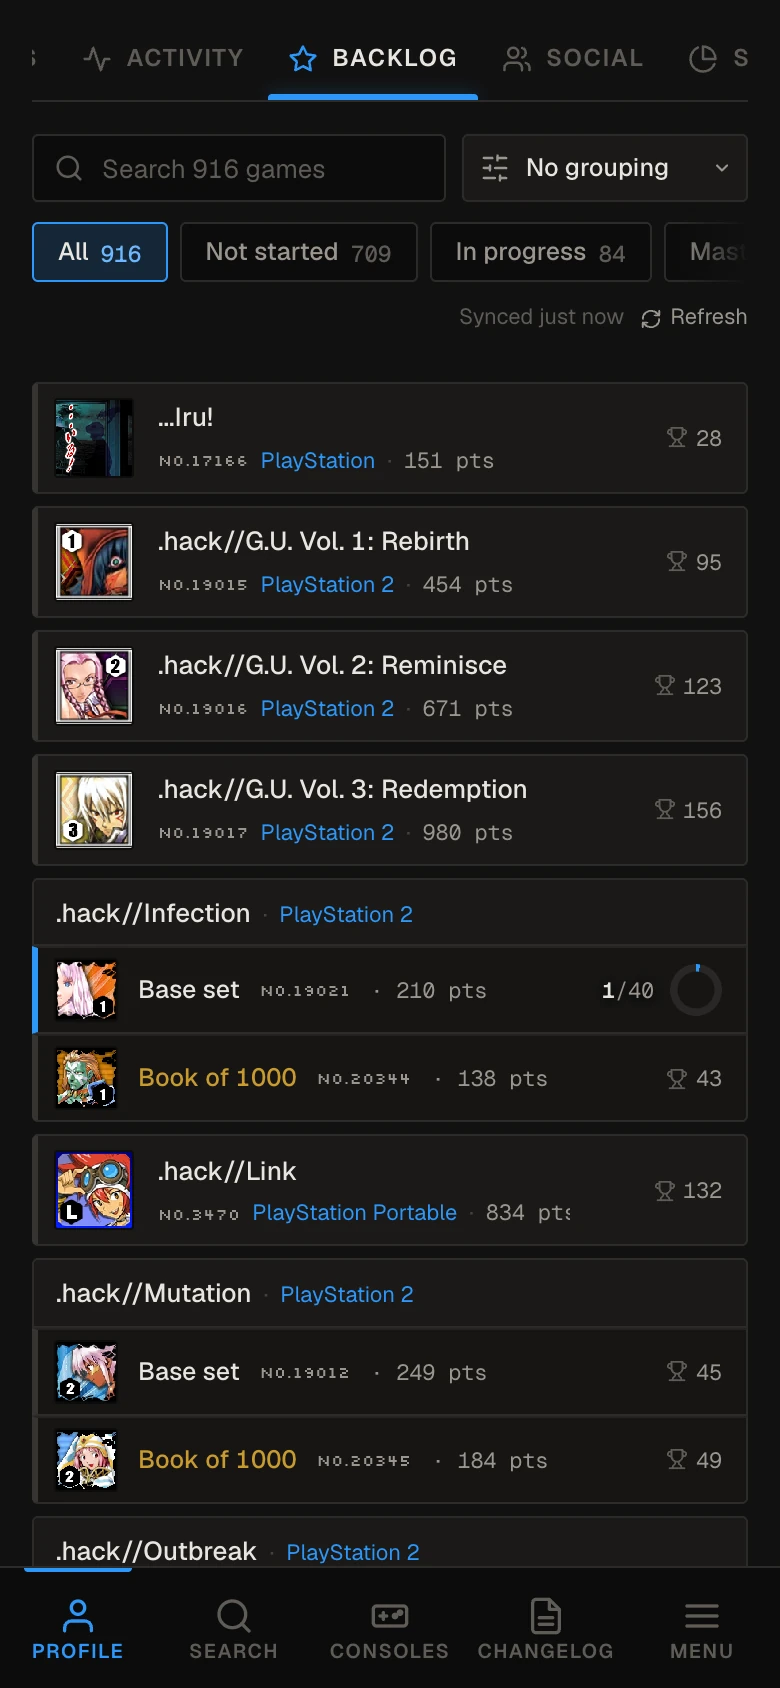 S ACTIVITY BACKLOG SOCIAL S
Search 916 games No grouping
All 916 Not started 709 In progress 84 Mast
Synced just now Refresh
...Iru!
NO.17166 PlayStation · 151 pts 28
.hack//G.U. Vol. 1: Rebirth
NO.19015 PlayStation 2 · 454 pts 95
.hack//G.U. Vol. 2: Reminisce
NO.19016 PlayStation 2 · 671 pts 123
.hack//G.U. Vol. 3: Redemption
NO.19017 PlayStation 2 · 980 pts 156
.hack//Infection · PlayStation 2
Base set NO.19021 · 210 pts 1/40
Book of 1000 NO.20344 · 138 pts 43
.hack//Link
NO.3470 PlayStation Portable · 834 pts 132
.hack//Mutation · PlayStation 2
Base set NO.19012 · 249 pts 45
Book of 1000 NO.20345 · 184 pts 49
.hack//Outbreak · PlayStation 2
PROFILE SEARCH CONSOLES CHANGELOG MENU